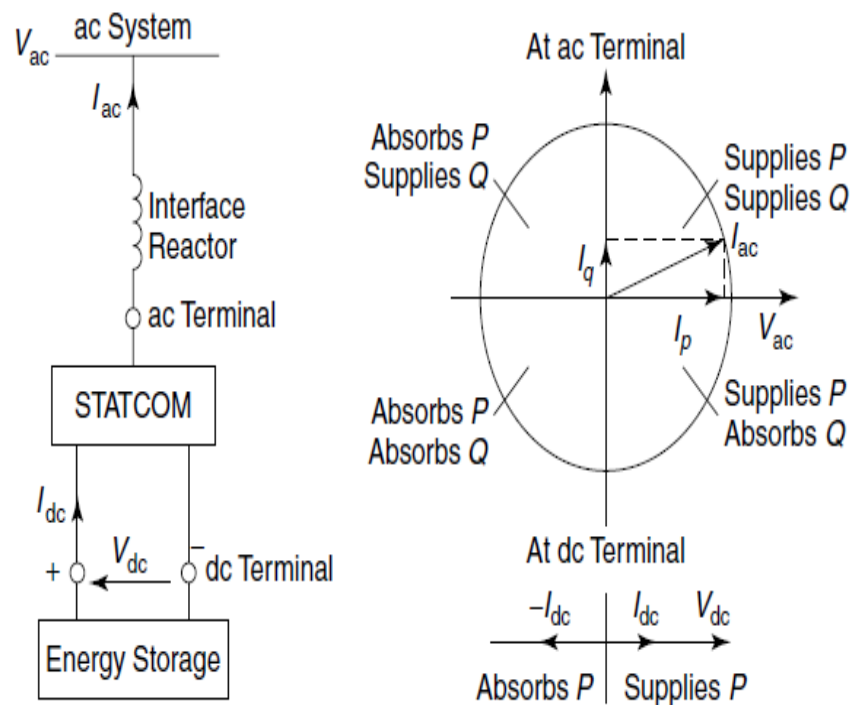 ac System
V_ac
I_ac
Interface
Reactor
ac Terminal
STATCOM
I_dc
V_dc
+
−
dc Terminal
Energy Storage
At ac Terminal
Absorbs P
Supplies Q
Supplies P
Supplies Q
I_ac
I_q
I_p
V_ac
Absorbs P
Absorbs Q
Supplies P
Absorbs Q
At dc Terminal
−I_dc
I_dc
V_dc
Absorbs P
Supplies P